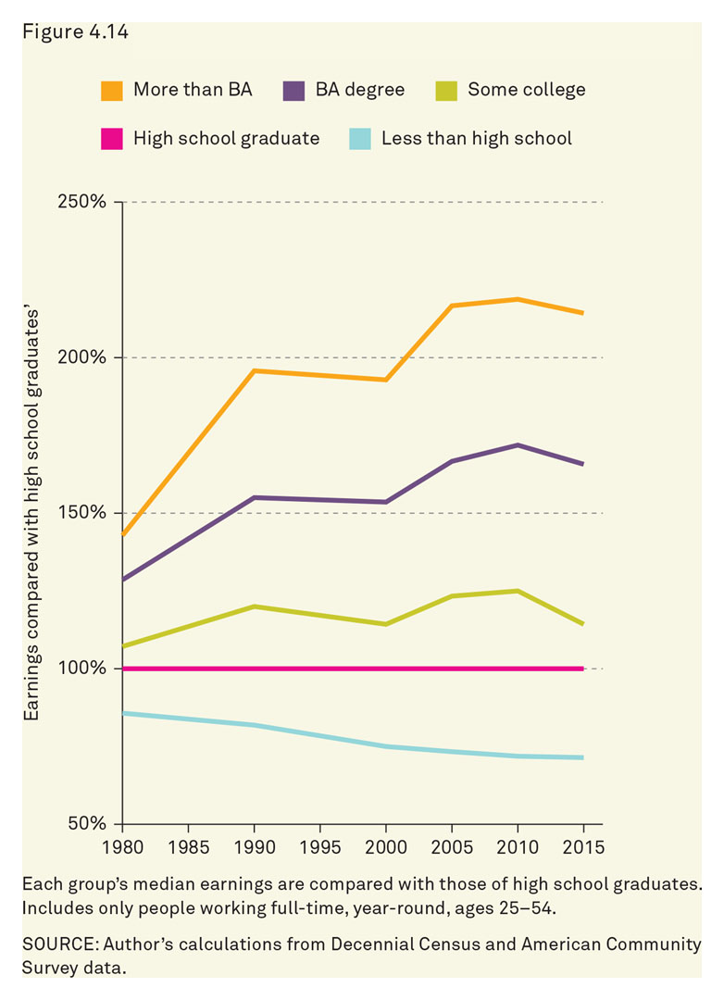 Figure 4.14
More than BA BA degree Some college
High school graduate Less than high school
Earnings compared with high school graduates’
250%
200%
150%
100%
50%
1980 1985 1990 1995 2000 2005 2010 2015
Each group’s median earnings are compared with those of high school graduates.
Includes only people working full-time, year-round, ages 25–54.
SOURCE: Author’s calculations from Decennial Census and American Community
Survey data.